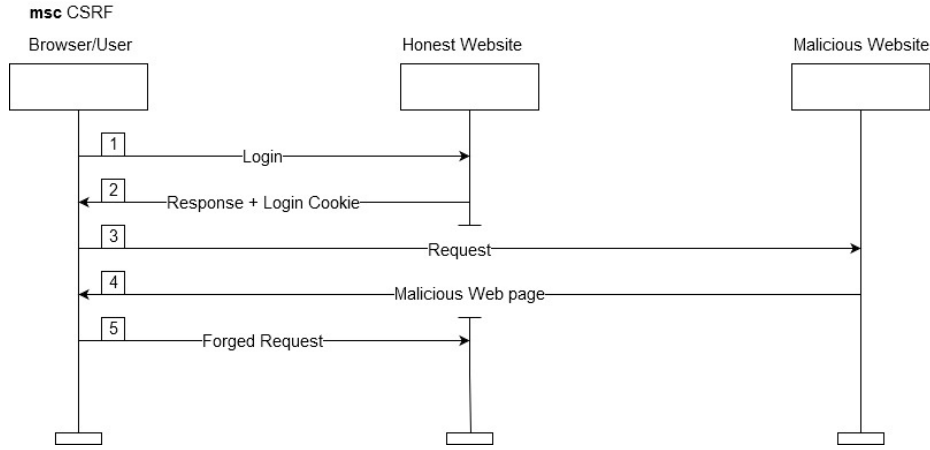 msc CSRF
Browser/User
Honest Website
Malicious Website
1
Login
2
Response + Login Cookie
3
Request
4
Malicious Web page
5
Forged Request